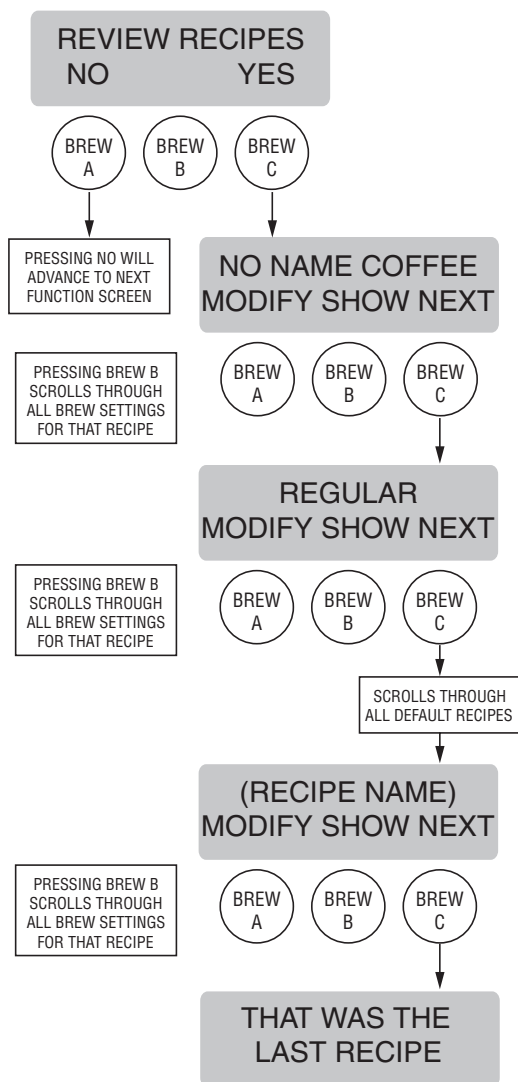 REVIEW RECIPES
NO YES
BREW
A
BREW
B
BREW
C
PRESSING NO WILL
ADVANCE TO NEXT
FUNCTION SCREEN
NO NAME COFFEE
MODIFY SHOW NEXT
PRESSING BREW B
SCROLLS THROUGH
ALL BREW SETTINGS
FOR THAT RECIPE
BREW
A
BREW
B
BREW
C
REGULAR
MODIFY SHOW NEXT
PRESSING BREW B
SCROLLS THROUGH
ALL BREW SETTINGS
FOR THAT RECIPE
BREW
A
BREW
B
BREW
C
SCROLLS THROUGH
ALL DEFAULT RECIPES
(RECIPE NAME)
MODIFY SHOW NEXT
PRESSING BREW B
SCROLLS THROUGH
ALL BREW SETTINGS
FOR THAT RECIPE
BREW
A
BREW
B
BREW
C
THAT WAS THE
LAST RECIPE